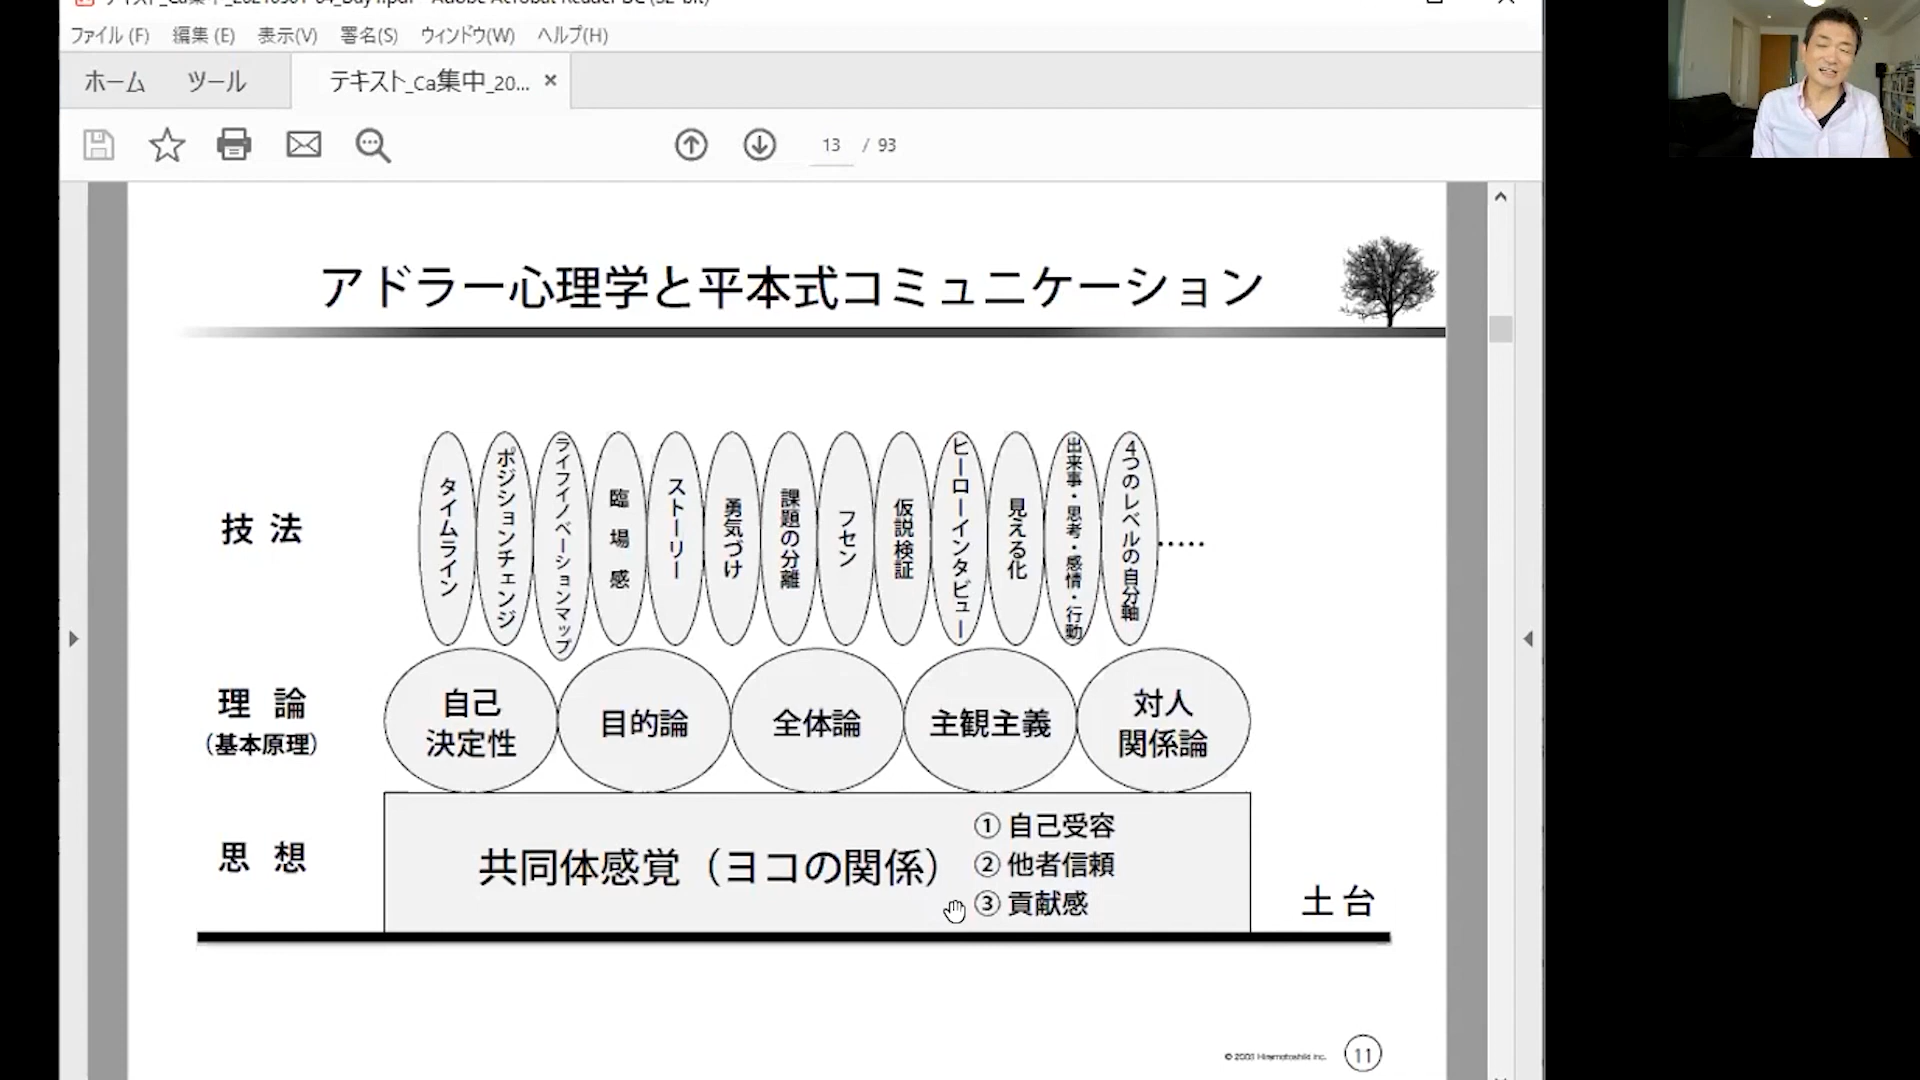 ファイル (F) 編集 (E) 表示(V) 署名(S) ウィンドウ(W) ヘルプ(H)
ホーム ツール テキスト_Ca集中_20... ×
13 / 93
アドラー心理学と平本式コミュニケーション
技法
タイムライン
ポジションチェンジ
ライフイノベーションマップ
臨場感
ストーリー
勇気づけ
課題の分離
フセン
仮説検証
ヒーローインタビュー
見える化
出来事・思考・感情・行動
4つのレベルの自分軸
.....
理論
(基本原理)
自己
決定性
目的論
全体論
主観主義
対人
関係論
思想
共同体感覚（ヨコの関係）
① 自己受容
② 他者信頼
③ 貢献感
土台
11